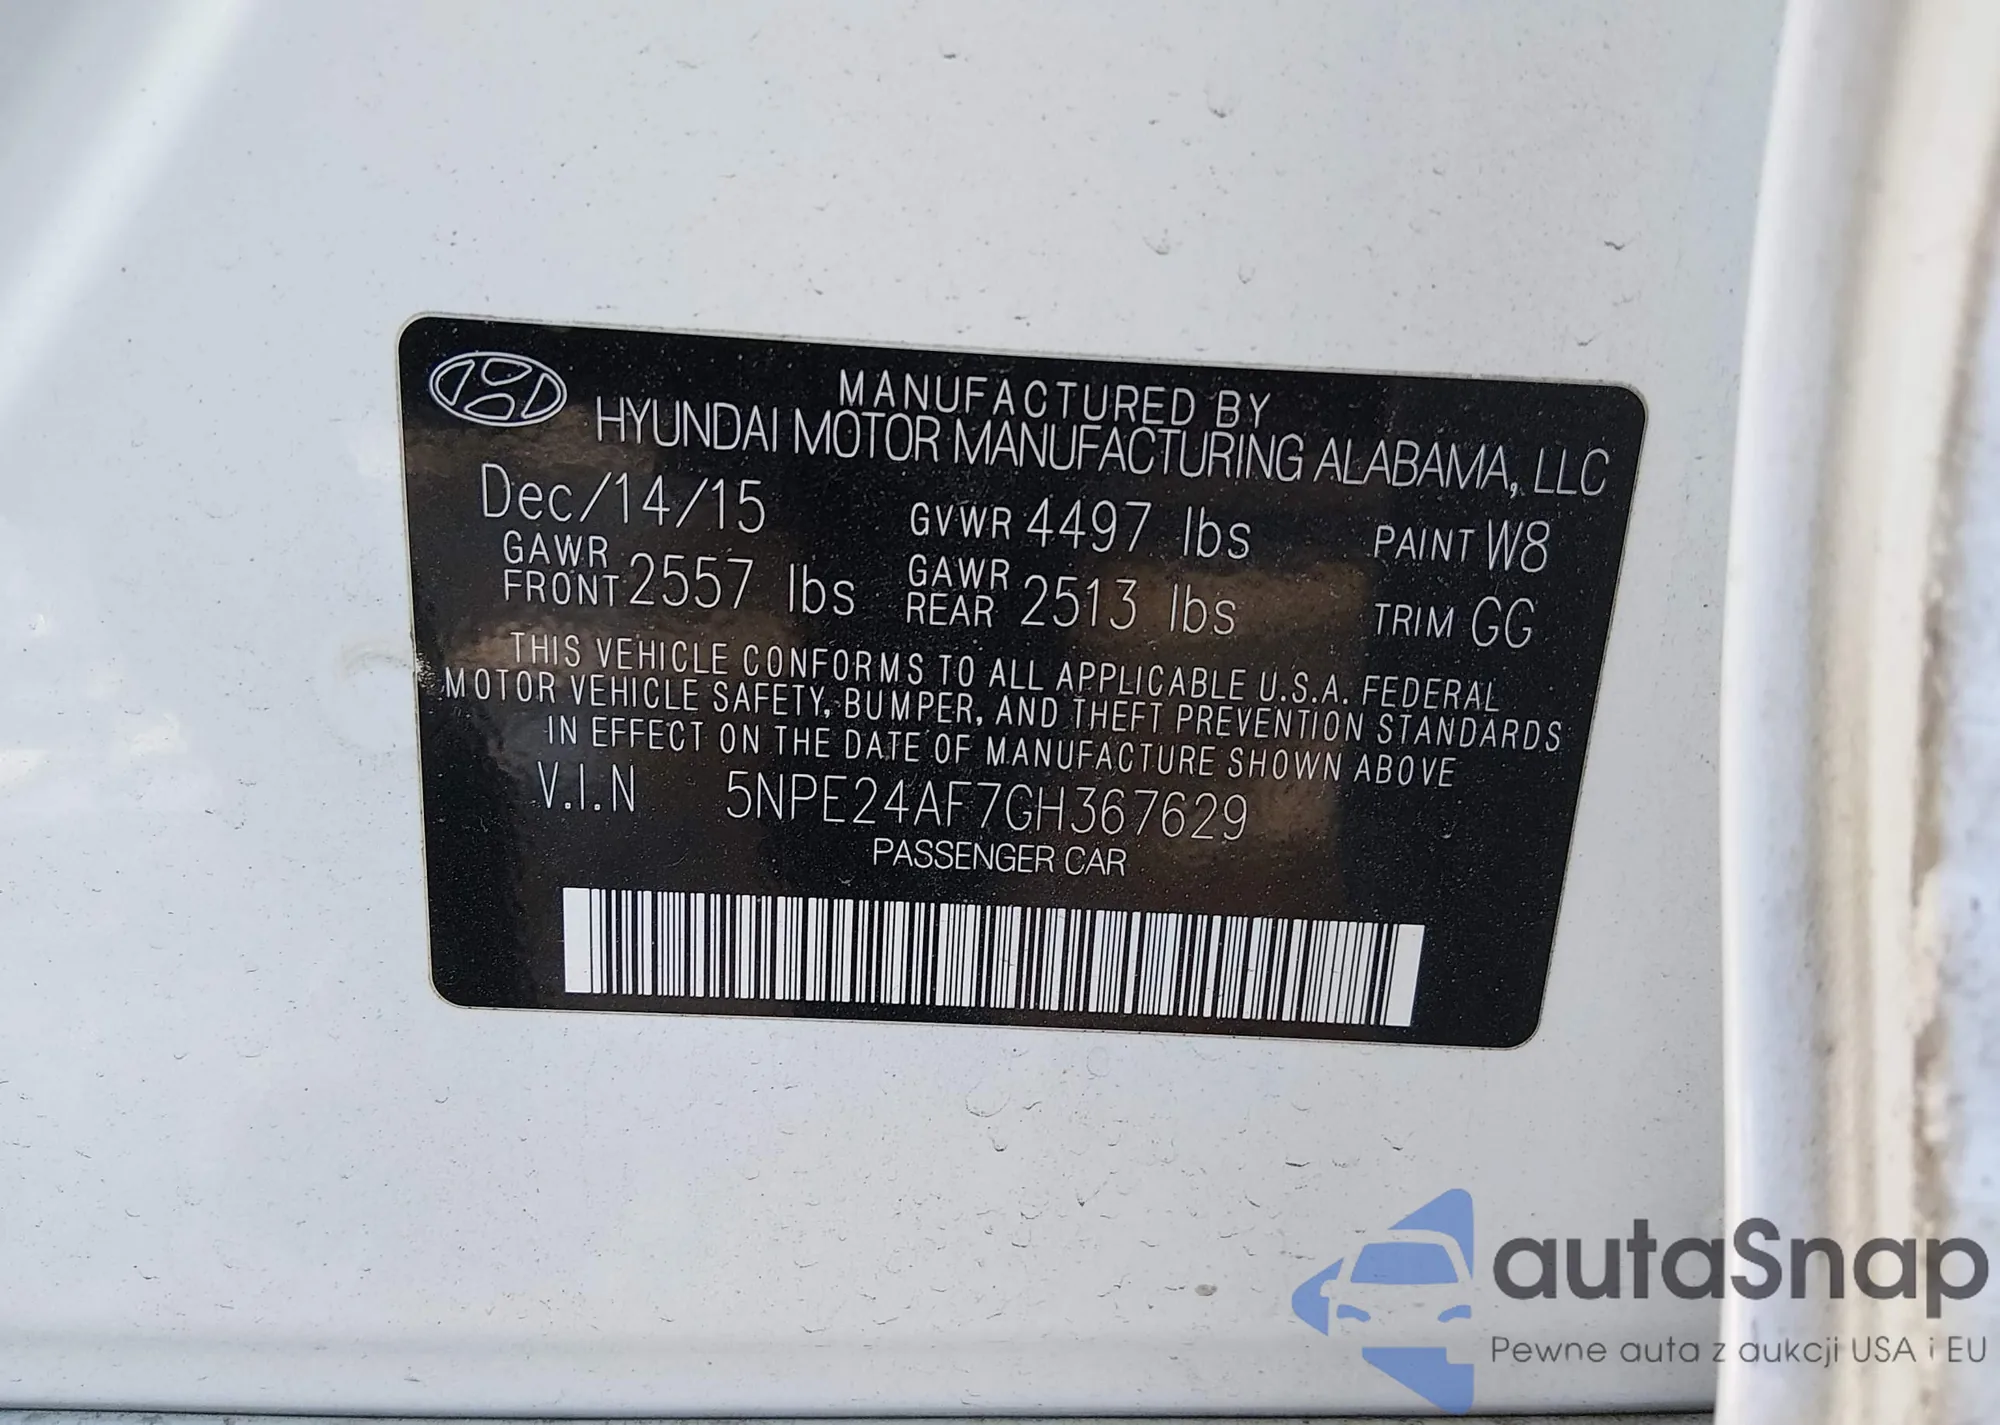 MANUFACTURED BY
HYUNDAI MOTOR MANUFACTURING ALABAMA, LLC
Dec/14/15 GVWR 4497 lbs PAINT W8
GAWR FRONT 2557 lbs GAWR REAR 2513 lbs TRIM GG
THIS VEHICLE CONFORMS TO ALL APPLICABLE U.S.A. FEDERAL
MOTOR VEHICLE SAFETY, BUMPER, AND THEFT PREVENTION STANDARDS
IN EFFECT ON THE DATE OF MANUFACTURE SHOWN ABOVE
V.I.N 5NPE24AF7GH367629
PASSENGER CAR
autaSnap
Pewne auta z aukcji USA i EU